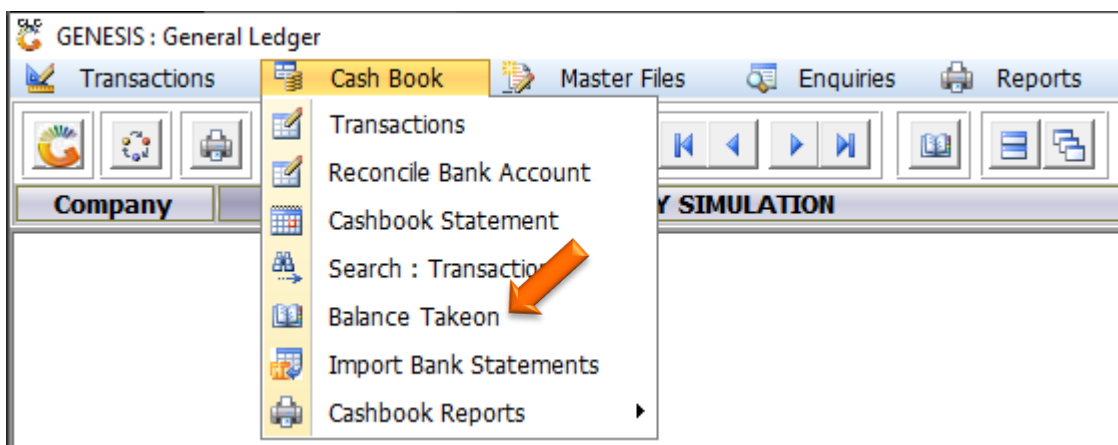 GENESIS : General Ledger
Transactions Cash Book Master Files Enquiries Reports
Company Y SIMULATION
Transactions
Reconcile Bank Account
Cashbook Statement
Search : Transaction
Balance Takeon
Import Bank Statements
Cashbook Reports